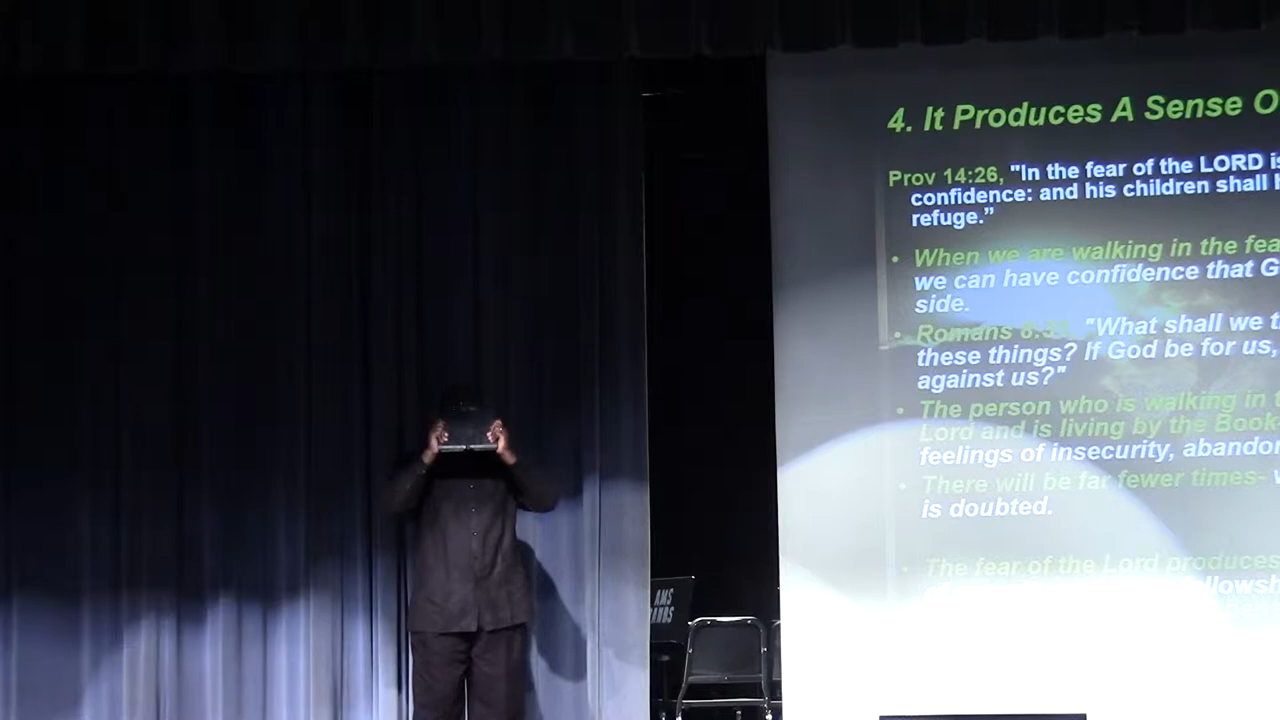 4. It Produces A Sense O
Prov 14:26, "In the fear of the LORD is
confidence: and his children shall h
refuge.”
• When we are walking in the fea
we can have confidence that G
side.
• Romans 8:31, "What shall we t
these things? If God be for us,
against us?"
• The person who is walking in t
Lord and is living by the Book-
feelings of insecurity, abandon
• There will be far fewer times- w
is doubted.
The fear of the Lord produces
AMS